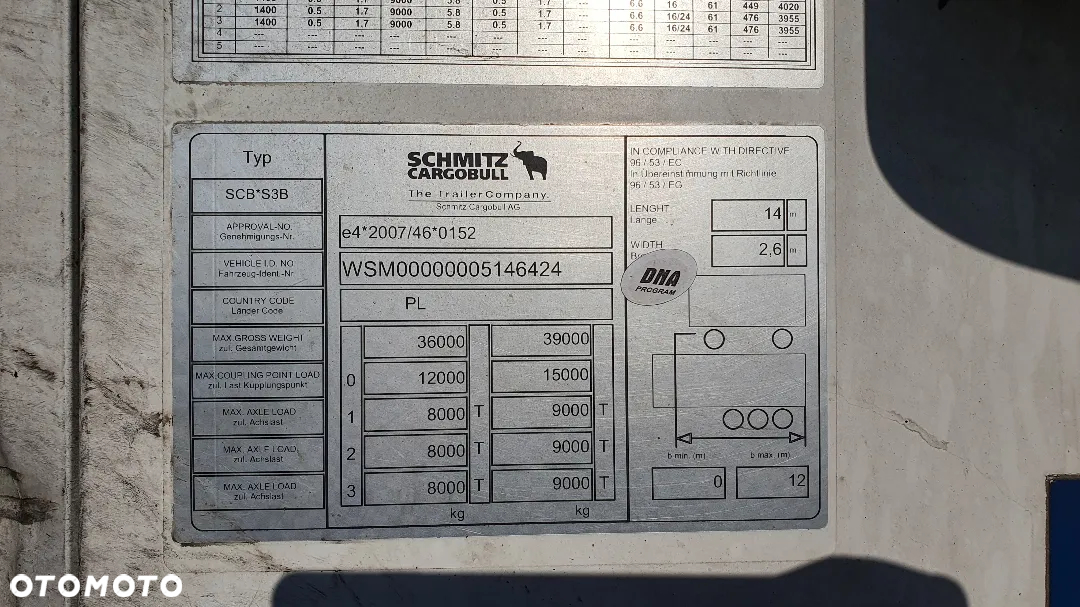 2 1400 0.5 1.7 9000 5.8 0.5 1.7 --- 6.6 16 61 449 4020
3 1400 0.5 1.7 9000 5.8 0.5 1.7 --- 6.6 16/24 61 476 3955
4 --- --- --- --- --- --- --- --- 6.6 16/24 61 476 3955
5 --- --- --- --- --- --- --- --- --- --- --- --- ---
Typ
SCB*S3B
APPROVAL-NO.
Genehmigungs-Nr.
VEHICLE I.D. NO
Fahrzeug-Ident.-Nr
COUNTRY CODE
Länder Code
MAX.GROSS WEIGHT
zul. Gesamtgewicht
MAX.COUPLING POINT LOAD
zul. Last Kupplungspunkt
MAX. AXLE LOAD
zul. Achslast
MAX. AXLE LOAD.
zul. Achslast
MAX. AXLE LOAD
zul. Achslast
SCHMITZ
CARGOBULL
The Trailer Company.
Schmitz Cargobull AG
e4*2007/46*0152
WSM00000005146424
PL
36000 39000
0 12000 15000
1 8000 T 9000 T
2 8000 T 9000 T
3 8000 T 9000 T
kg kg
IN COMPLIANCE WITH DIRECTIVE
96 / 53 / EC
In Übereinstimmung mit Richtlinie
96 / 53 / EG
LENGHT
Länge
14 m
WIDTH
2,6 m
DNA
PROGRAM
b min. (m) b max. (m)
0 12
OTOMOTO